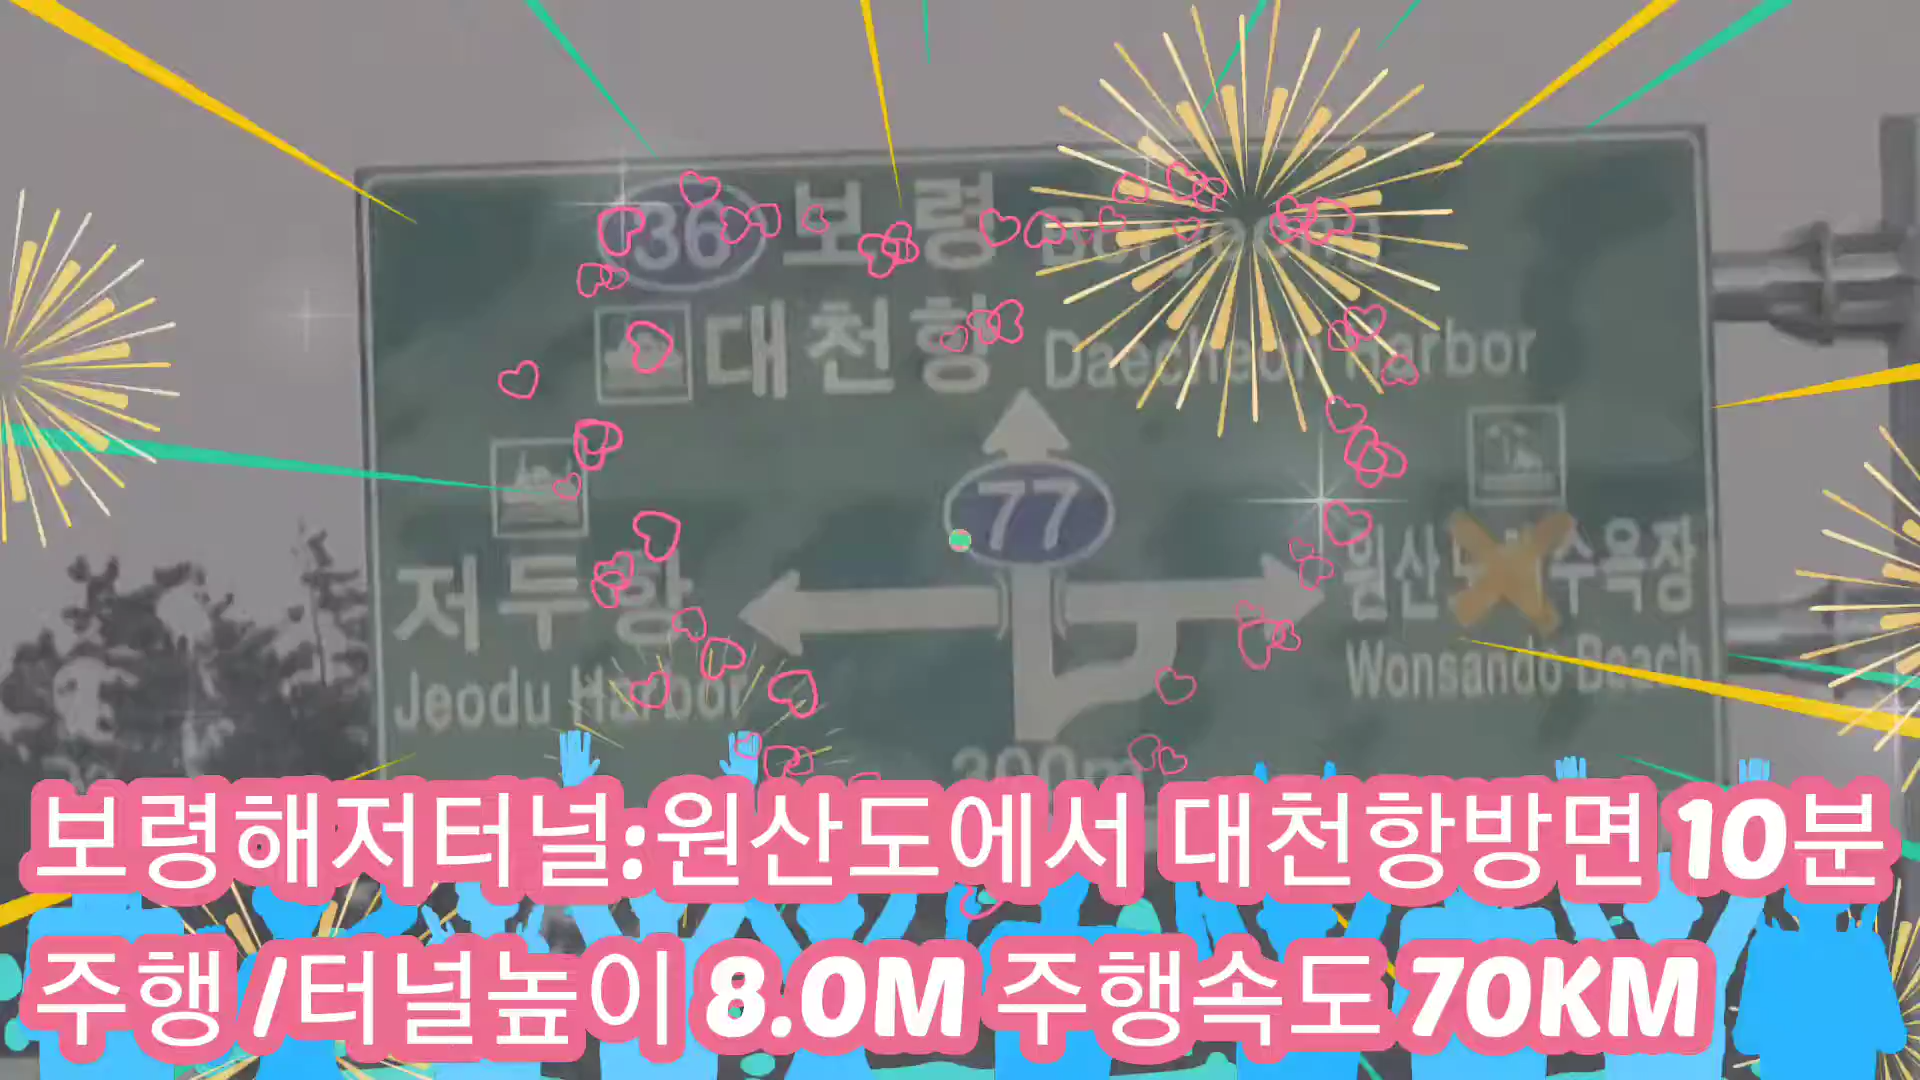 36 보령 Boryeong
대천항 Daecheon Harbor
77
저두항
Jeodu Harbor
원산 수욕장
Wonsando Beach
300m
보령해저터널:원산도에서 대천항방면 10분
주행 /터널높이 8.0M 주행속도 70KM